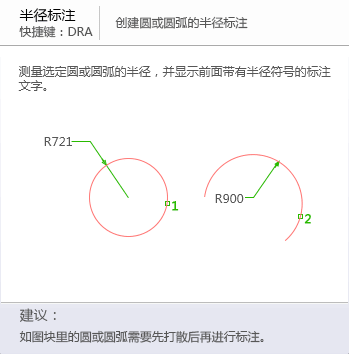 半径标注
快捷键：DRA
创建圆或圆弧的半径标注
测量选定圆或圆弧的半径，并显示前面带有半径符号的标注
文字。
R721
1
R900
2
建议：
如图块里的圆或圆弧需要先打散后再进行标注。